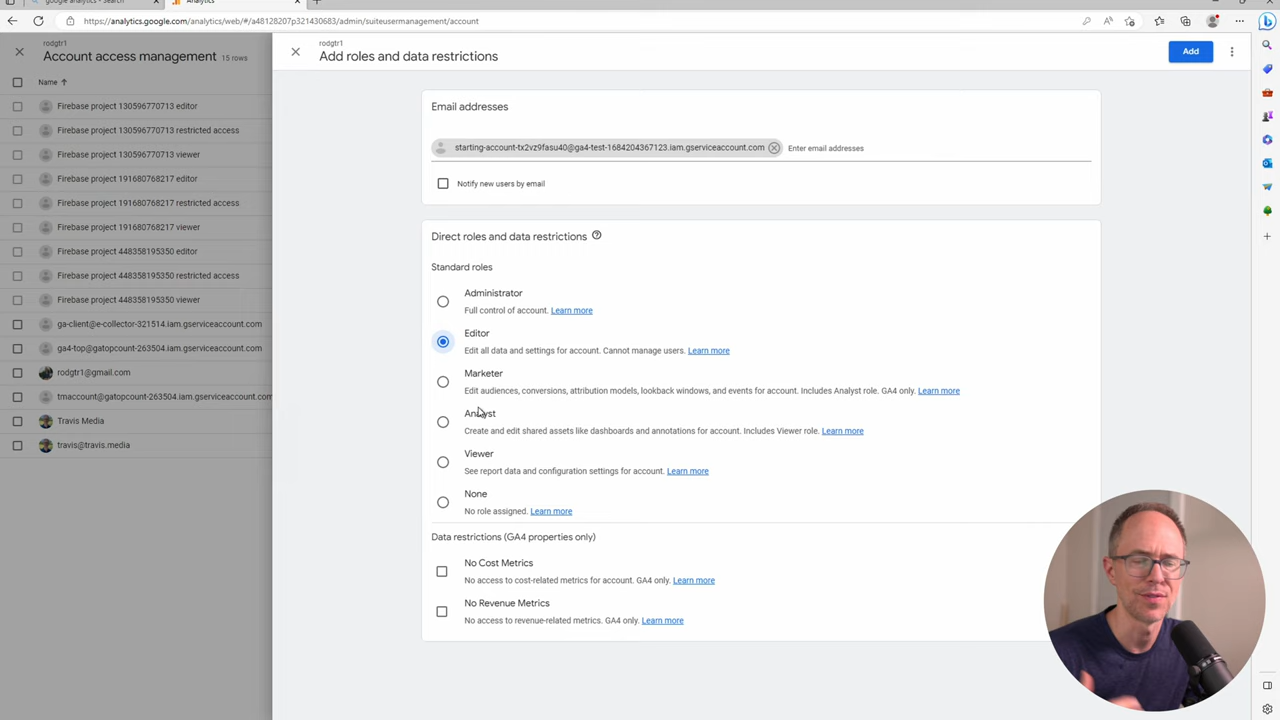 google analytics - Search
Analytics
https://analytics.google.com/analytics/web/#/a48128207p321430683/admin/suiteusermanagement/account
rodgtr1
Account access management 15 rows
Name
Firebase project 130596770713 editor
Firebase project 130596770713 restricted access
Firebase project 130596770713 viewer
Firebase project 191680768217 editor
Firebase project 191680768217 restricted access
Firebase project 191680768217 viewer
Firebase project 448358195350 editor
Firebase project 448358195350 restricted access
Firebase project 448358195350 viewer
ga-client@e-collector-321514.iam.gserviceaccount.com
ga4-top@gatopcount-263504.iam.gserviceaccount.com
rodgtr1@gmail.com
tmaccount@gatopcount-263504.iam.gserviceaccount.com
Travis Media
travis@travis.media
rodgtr1
Add roles and data restrictions
Add
Email addresses
starting-account-tx2vz9fasu40@ga4-test-1684204367123.iam.gserviceaccount.com
Enter email addresses
Notify new users by email
Direct roles and data restrictions
Standard roles
Administrator
Full control of account. Learn more
Editor
Edit all data and settings for account. Cannot manage users. Learn more
Marketer
Edit audiences, conversions, attribution models, lookback windows, and events for account. Includes Analyst role. GA4 only. Learn more
Analyst
Create and edit shared assets like dashboards and annotations for account. Includes Viewer role. Learn more
Viewer
See report data and configuration settings for account. Learn more
None
No role assigned. Learn more
Data restrictions (GA4 properties only)
No Cost Metrics
No access to cost-related metrics for account. GA4 only. Learn more
No Revenue Metrics
No access to revenue-related metrics. GA4 only. Learn more